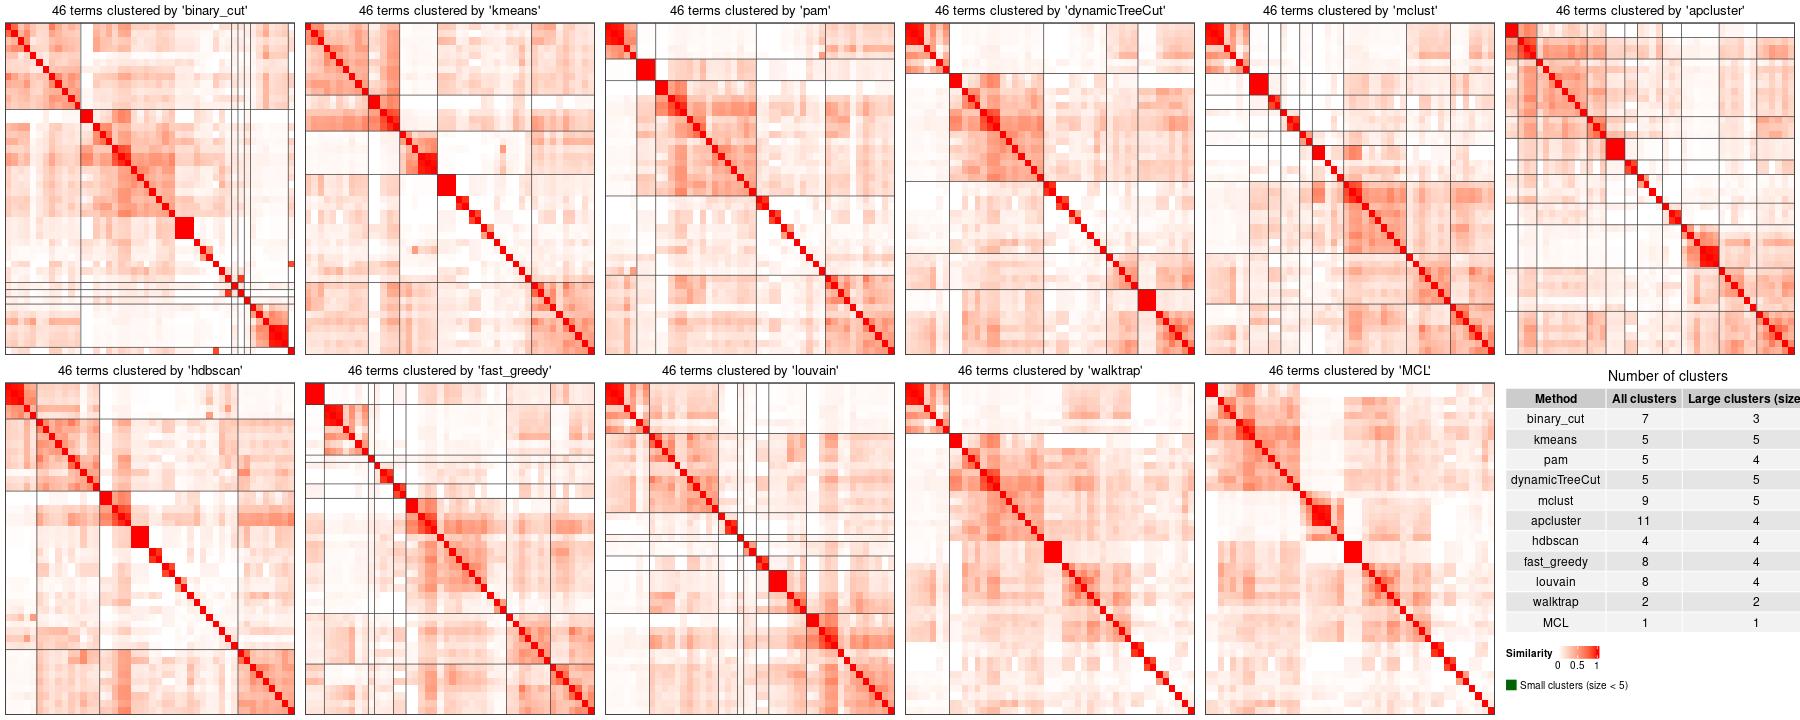 46 terms clustered by 'binary_cut'
46 terms clustered by 'kmeans'
46 terms clustered by 'pam'
46 terms clustered by 'dynamicTreeCut'
46 terms clustered by 'mclust'
46 terms clustered by 'apcluster'
46 terms clustered by 'hdbscan'
46 terms clustered by 'fast_greedy'
46 terms clustered by 'louvain'
46 terms clustered by 'walktrap'
46 terms clustered by 'MCL'
Number of clusters
Method All clusters Large clusters (size
binary_cut 7 3
kmeans 5 5
pam 5 4
dynamicTreeCut 5 5
mclust 9 5
apcluster 11 4
hdbscan 4 4
fast_greedy 8 4
louvain 8 4
walktrap 2 2
MCL 1 1
Similarity
0 0.5 1
Small clusters (size < 5)